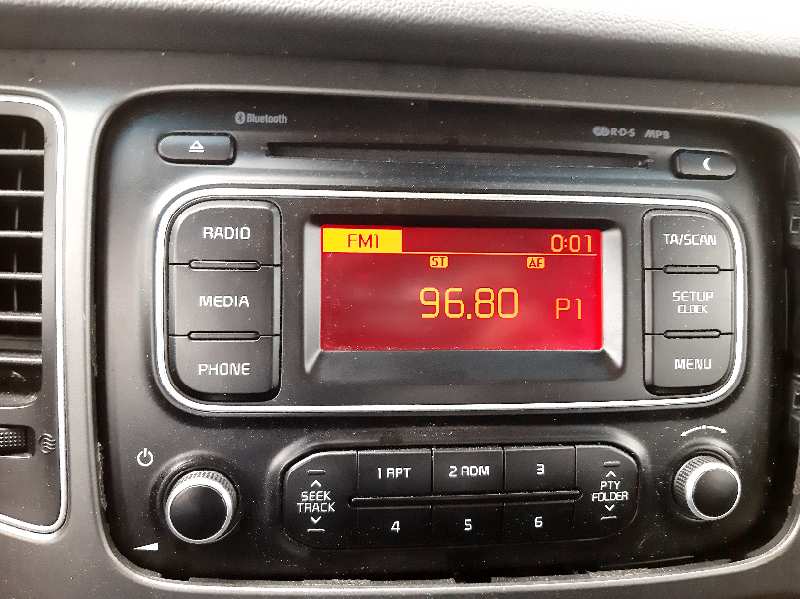 Bluetooth
CD R·D·S MP3
RADIO
MEDIA
PHONE
FM1 0:01
ST AF
96.80 P1
TA/SCAN
SETUP
CLOCK
MENU
SEEK
TRACK
1 RPT 2 RDM 3
4 5 6
PTY
FOLDER